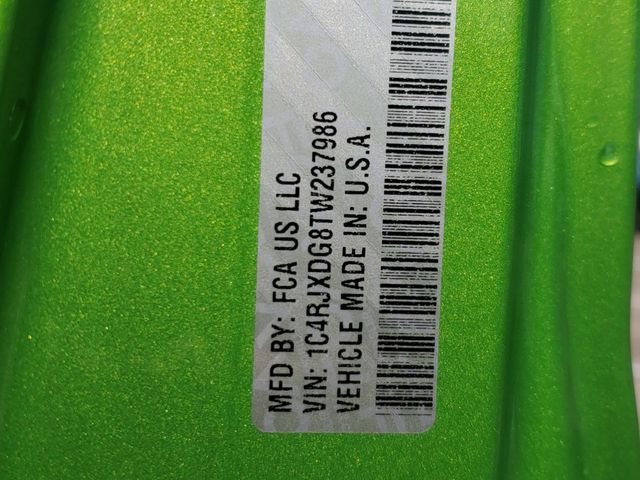 MFD BY: FCA US LLC
VIN: 1C4RJXDG8TW237986
VEHICLE MADE IN: U.S.A.